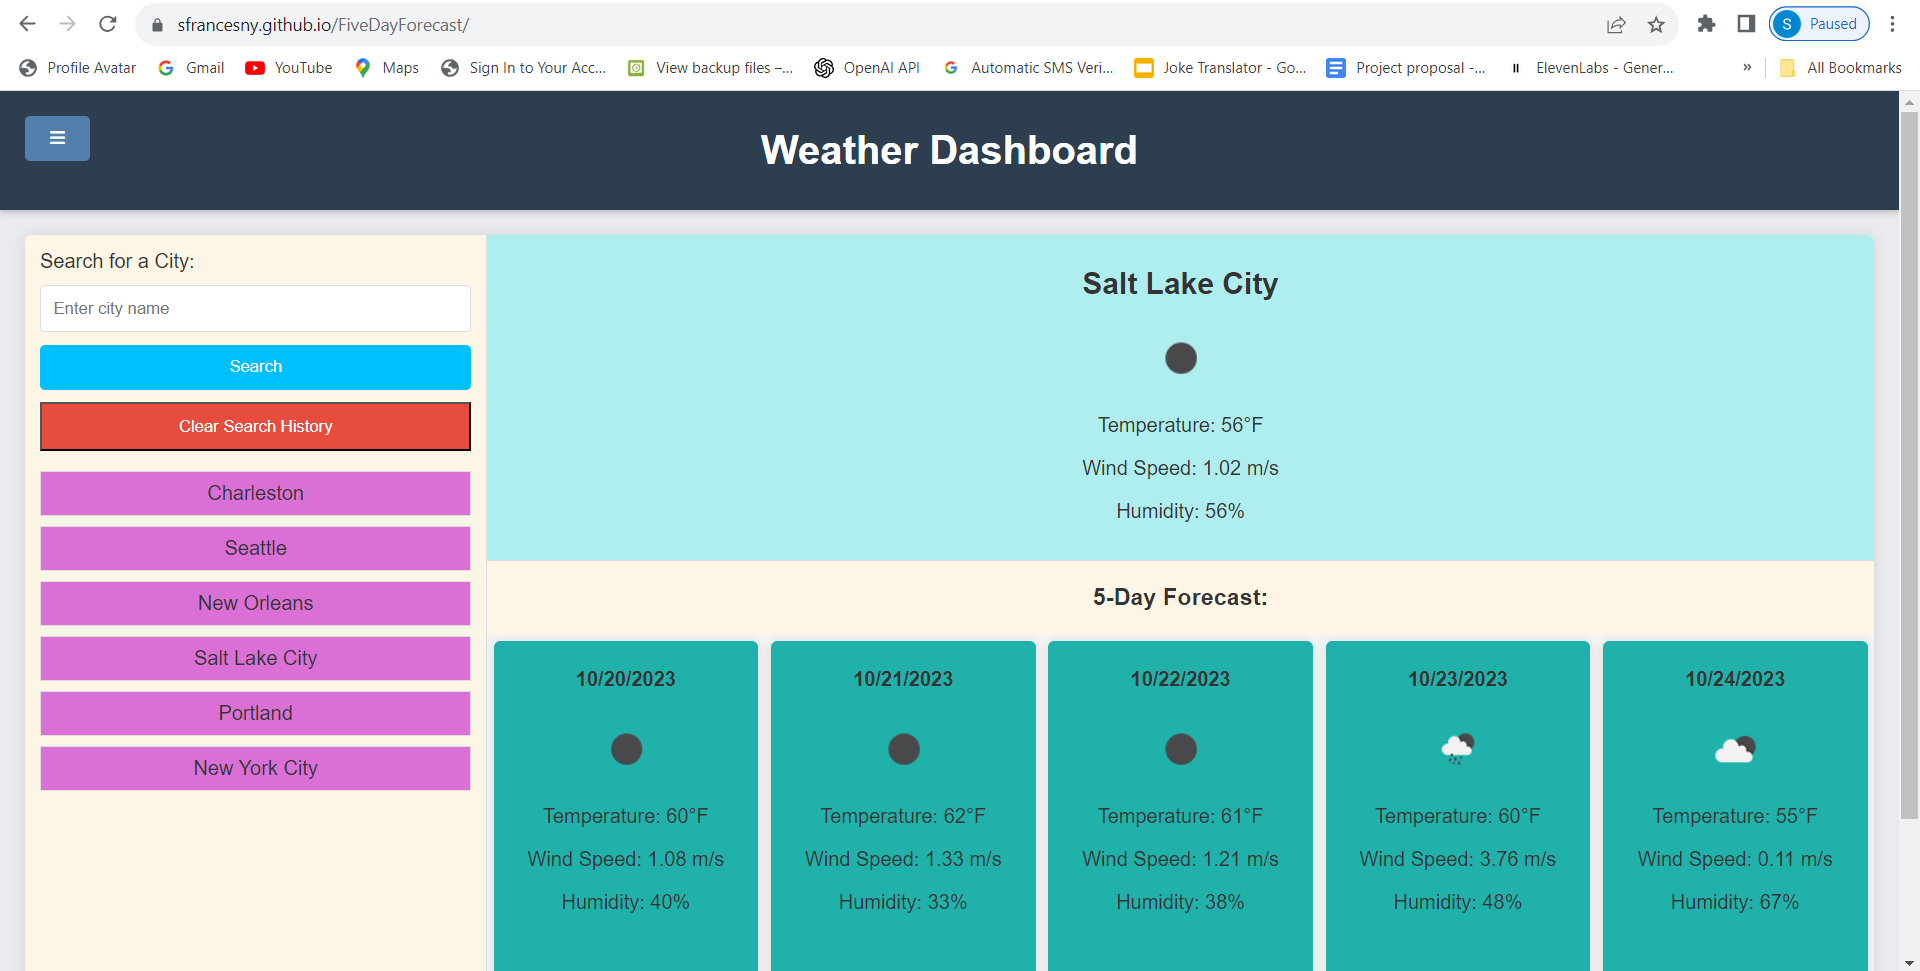 sfrancesny.github.io/FiveDayForecast/
S Paused
Profile Avatar Gmail YouTube Maps Sign In to Your Acc... View backup files –... OpenAI API Automatic SMS Veri... Joke Translator - Go... Project proposal -... ElevenLabs - Gener... » All Bookmarks
Weather Dashboard
Search for a City:
Enter city name
Search
Clear Search History
Charleston
Seattle
New Orleans
Salt Lake City
Portland
New York City
Salt Lake City
Temperature: 56°F
Wind Speed: 1.02 m/s
Humidity: 56%
5-Day Forecast:
10/20/2023
Temperature: 60°F
Wind Speed: 1.08 m/s
Humidity: 40%
10/21/2023
Temperature: 62°F
Wind Speed: 1.33 m/s
Humidity: 33%
10/22/2023
Temperature: 61°F
Wind Speed: 1.21 m/s
Humidity: 38%
10/23/2023
Temperature: 60°F
Wind Speed: 3.76 m/s
Humidity: 48%
10/24/2023
Temperature: 55°F
Wind Speed: 0.11 m/s
Humidity: 67%